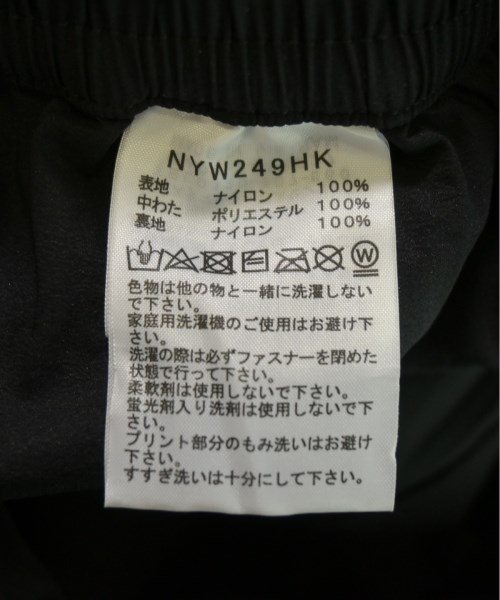 NYW249HK
表地 ナイロン 100%
中わた ポリエステル 100%
裏地 ナイロン 100%
W
色物は他の物と一緒に洗濯しない
で下さい。
家庭用洗濯機のご使用はお避け下
さい。
洗濯の際は必ずファスナーを閉めた
状態で行って下さい。
柔軟剤は使用しないで下さい。
蛍光剤入り洗剤は使用しないで下
さい。
プリント部分のもみ洗いはお避け
下さい。
すすぎ洗いは十分にして下さい。